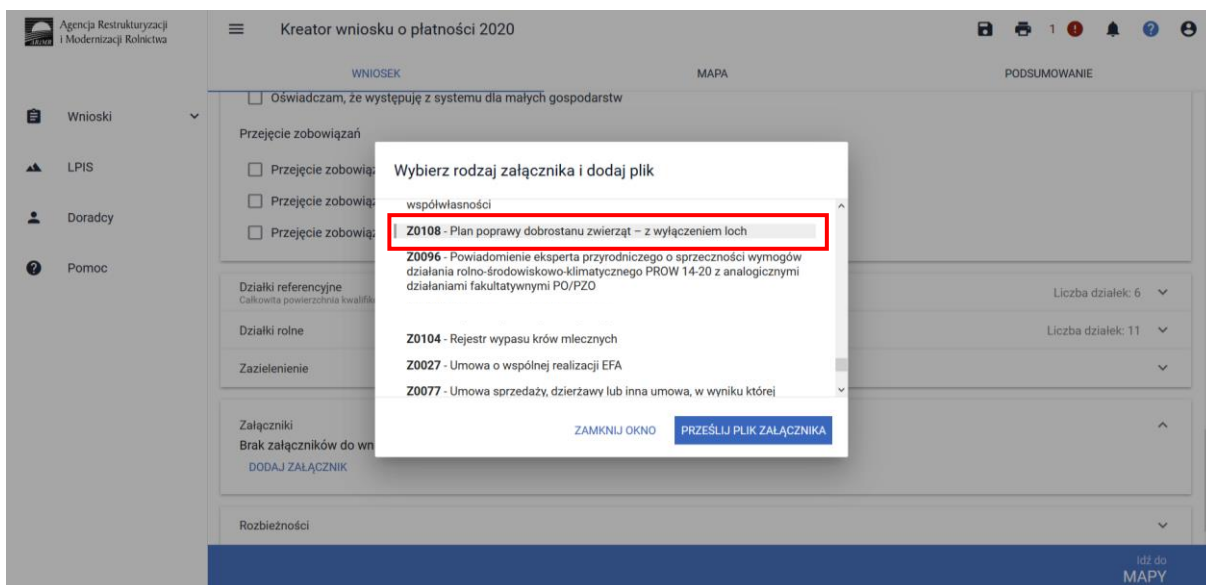 Agencja Restrukturyzacji
i Modernizacji Rolnictwa
Kreator wniosku o płatności 2020
1
WNIOSEK
MAPA
PODSUMOWANIE
Wnioski
LPIS
Doradcy
Pomoc
Oświadczam, że występuję z systemu dla małych gospodarstw
Przejęcie zobowiązań
Przejęcie
Przejęcie
Przejęcie
Wybierz rodzaj załącznika i dodaj plik
współwłasności
Z0108 - Plan poprawy dobrostanu zwierząt – z wyłączeniem loch
Z0096 - Powiadomienie eksperta przyrodniczego o sprzeczności wymogów
działania rolno-środowiskowo-klimatycznego PROW 14-20 z analogicznymi
działaniami fakultatywnymi PO/PZO
Z0104 - Rejestr wypasu krów mlecznych
Z0027 - Umowa o wspólnej realizacji EFA
Z0077 - Umowa sprzedaży, dzierżawy lub inna umowa, w wyniku której
ZAMKNIJ OKNO
PRZEŚLIJ PLIK ZAŁĄCZNIKA
Działki referencyjne
Całkowita powierzchnia
Liczba działek: 6
Działki rolne
Liczba działek: 11
Zazielenienie
Załączniki
Brak załączników do
DODAJ ZAŁĄCZNIK
Rozbieżności
Idź do
MAPY